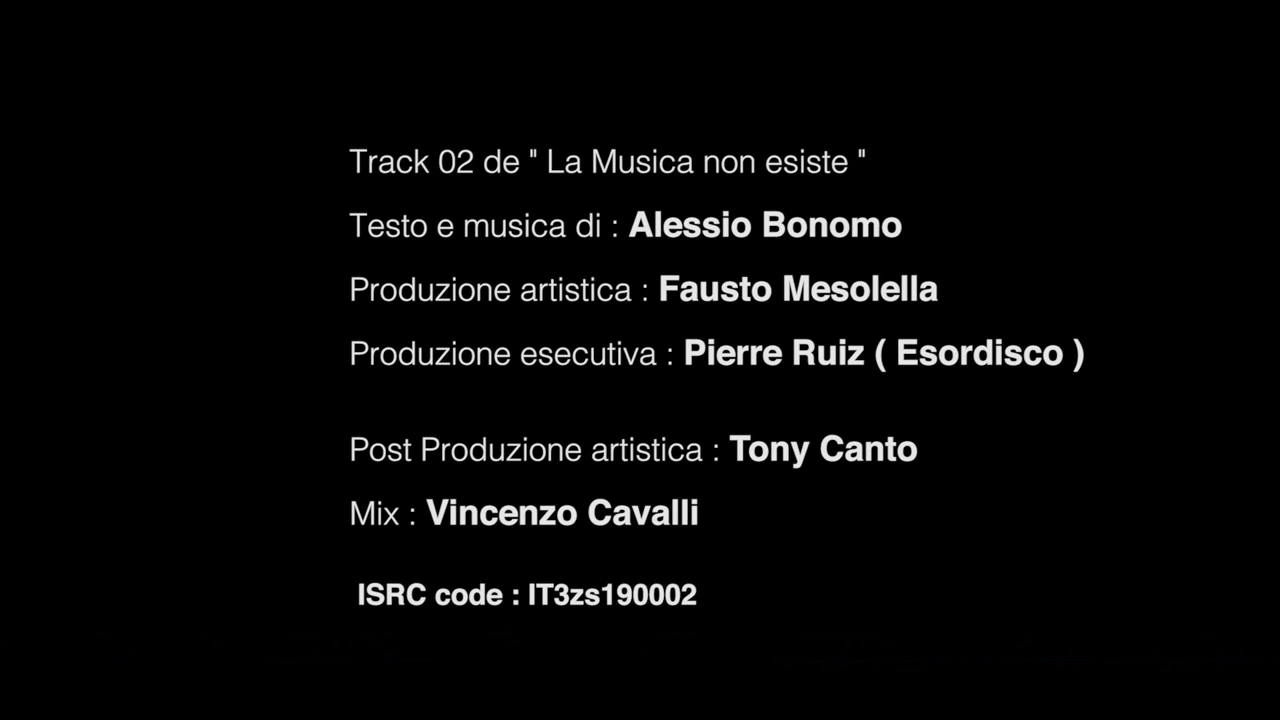 Track 02 de " La Musica non esiste "
Testo e musica di : Alessio Bonomo
Produzione artistica : Fausto Mesolella
Produzione esecutiva : Pierre Ruiz ( Esordisco )
Post Produzione artistica : Tony Canto
Mix : Vincenzo Cavalli
ISRC code : IT3zs190002